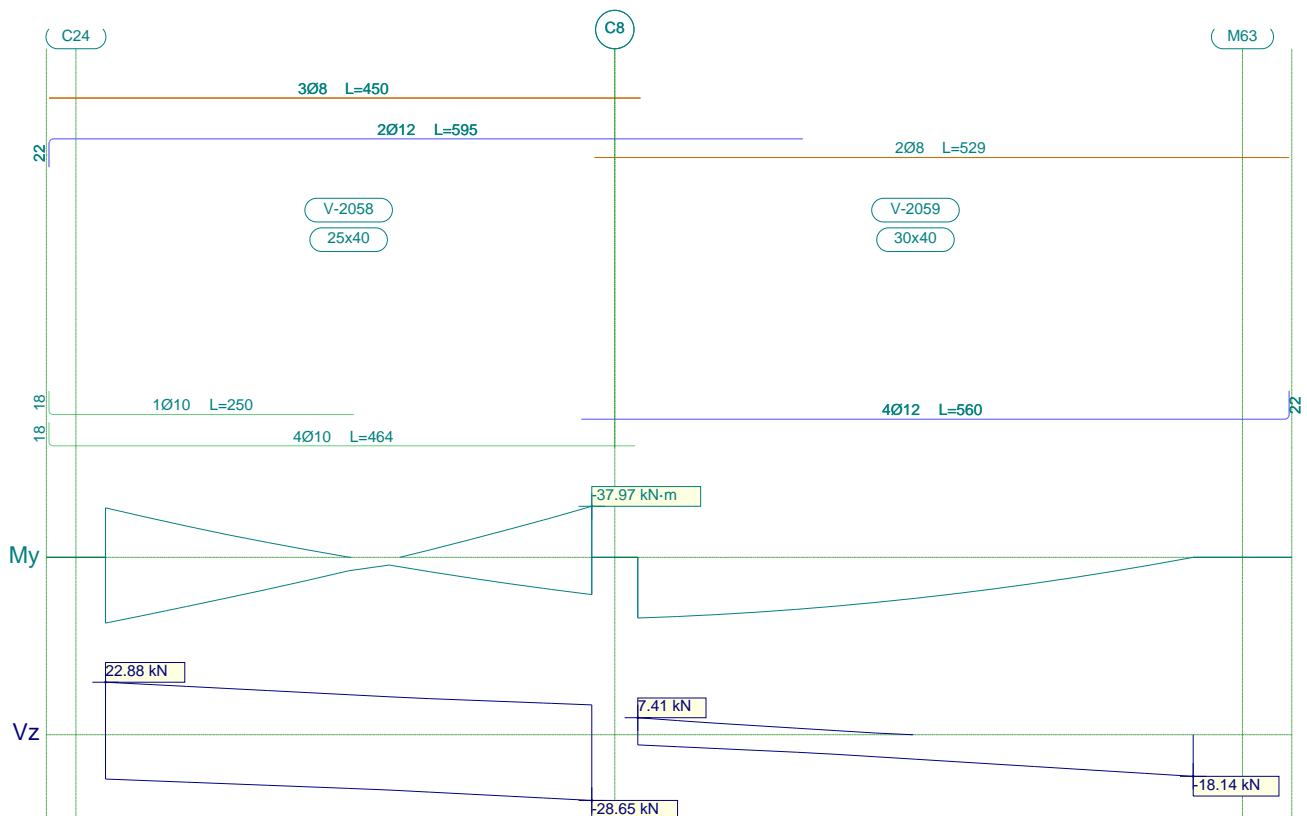 C24
C8
M63
3Ø8 L=450
2Ø12 L=595
22
2Ø8 L=529
V-2058
25x40
V-2059
30x40
18
1Ø10 L=250
4Ø12 L=560
22
18
4Ø10 L=464
-37.97 kN·m
My
22.88 kN
7.41 kN
Vz
-18.14 kN
-28.65 kN